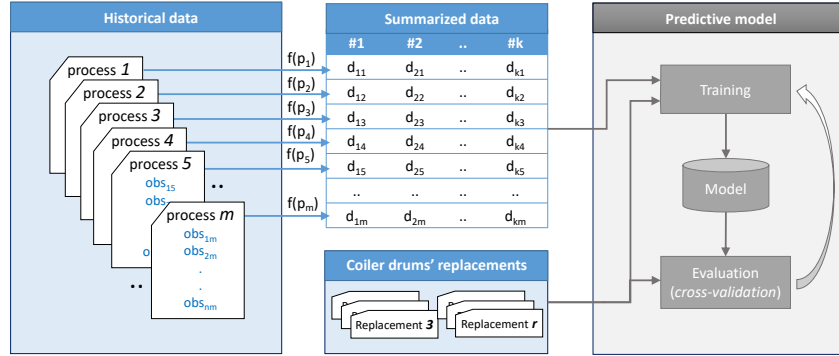 Historical data
process 1
process 2
process 3
process 4
process 5
obs15
obs
..
process m
obs1m
obs2m
.
.
obsnm
..
f(p1)
f(p2)
f(p3)
f(p4)
f(p5)
f(pm)
Summarized data
#1 #2 .. #k
d11 d21 .. dk1
d12 d22 .. dk2
d13 d23 .. dk3
d14 d24 .. dk4
d15 d25 .. dk5
.. .. .. ..
d1m d2m .. dkm
Coiler drums' replacements
Replacement 3
Replacement r
Predictive model
Training
Model
Evaluation
(cross-validation)